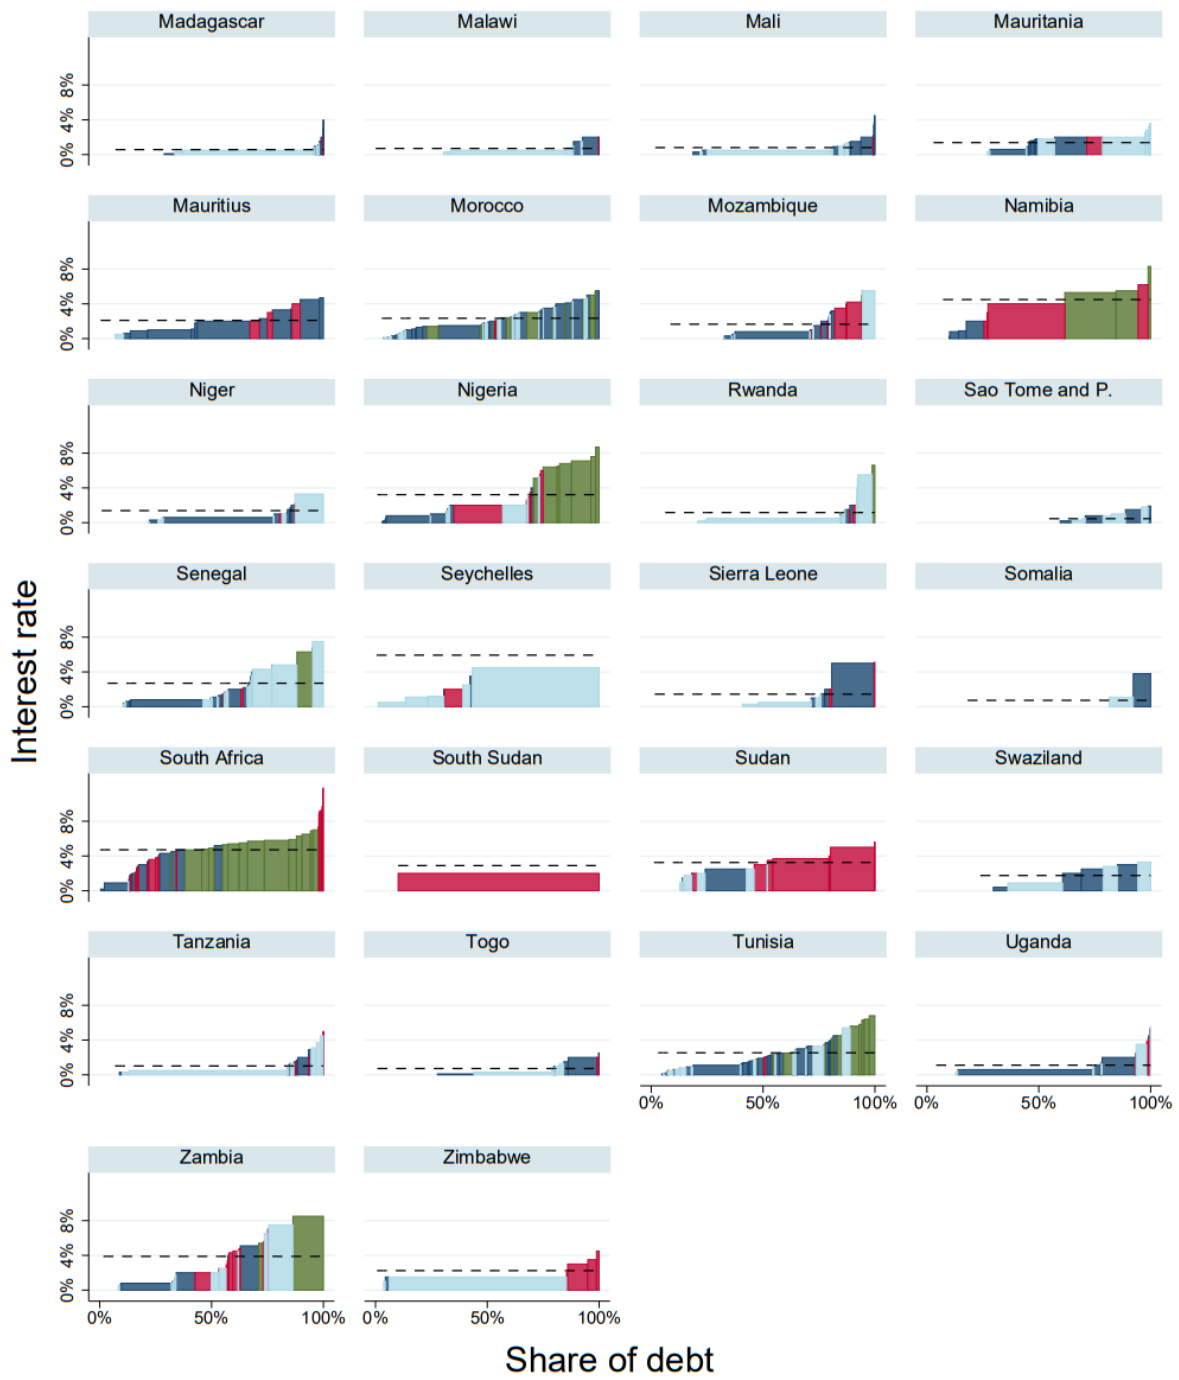 Madagascar Malawi Mali Mauritania
8%
4%
0%
Mauritius Morocco Mozambique Namibia
8%
4%
0%
Niger Nigeria Rwanda Sao Tome and P.
8%
4%
0%
Senegal Seychelles Sierra Leone Somalia
8%
4%
0%
Interest rate
South Africa South Sudan Sudan Swaziland
8%
4%
0%
Tanzania Togo Tunisia Uganda
8%
4%
0%
0% 50% 100% 0% 50% 100%
Zambia Zimbabwe
8%
4%
0%
0% 50% 100% 0% 50% 100%
Share of debt